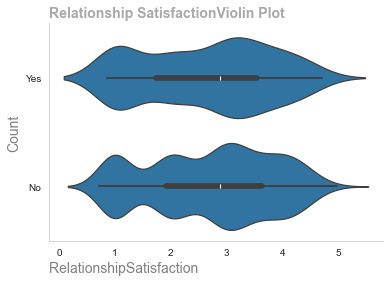 Relationship SatisfactionViolin Plot
Yes
Count
No
0 1 2 3 4 5
RelationshipSatisfaction